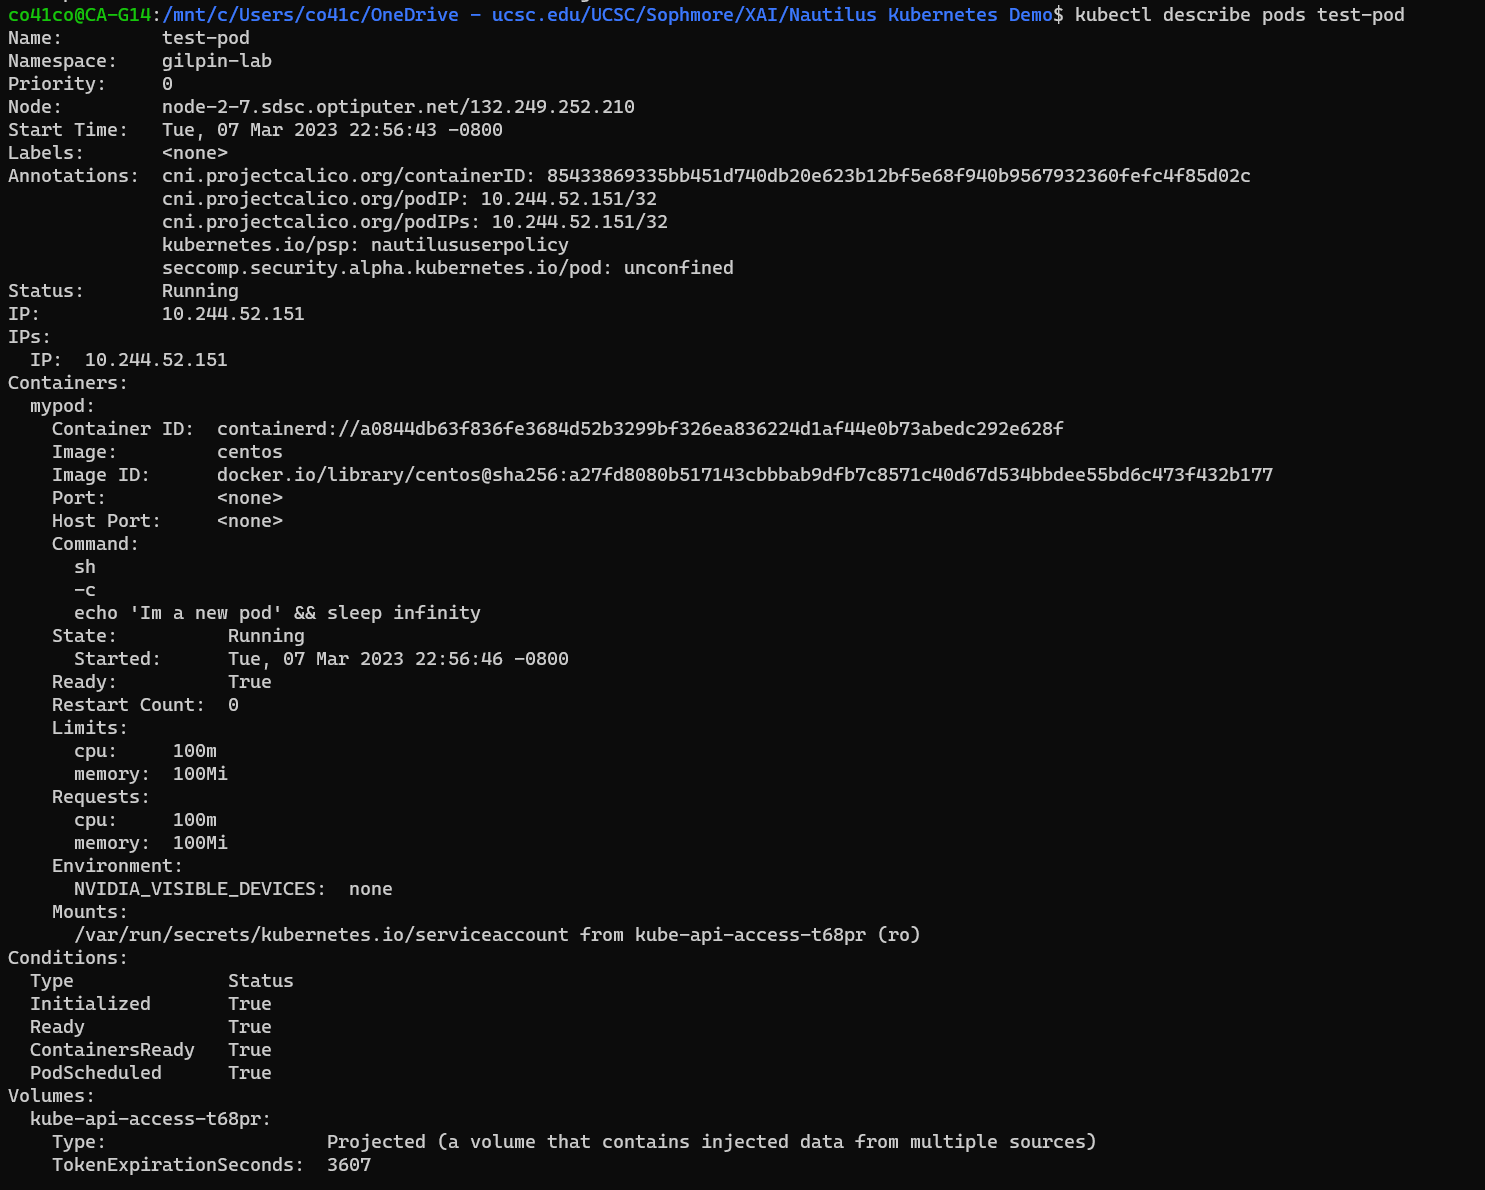 co41co@CA-G14:/mnt/c/Users/co41c/OneDrive - ucsc.edu/UCSC/Sophmore/XAI/Nautilus Kubernetes Demo$ kubectl describe pods test-pod
Name:         test-pod
Namespace:    gilpin-lab
Priority:     0
Node:         node-2-7.sdsc.optiputer.net/132.249.252.210
Start Time:   Tue, 07 Mar 2023 22:56:43 -0800
Labels:       <none>
Annotations:  cni.projectcalico.org/containerID: 85433869335bb451d740db20e623b12bf5e68f940b9567932360fefc4f85d02c
              cni.projectcalico.org/podIP: 10.244.52.151/32
              cni.projectcalico.org/podIPs: 10.244.52.151/32
              kubernetes.io/psp: nautilususerpolicy
              seccomp.security.alpha.kubernetes.io/pod: unconfined
Status:       Running
IP:           10.244.52.151
IPs:
  IP:  10.244.52.151
Containers:
  mypod:
    Container ID:  containerd://a0844db63f836fe3684d52b3299bf326ea836224d1af44e0b73abedc292e628f
    Image:         centos
    Image ID:      docker.io/library/centos@sha256:a27fd8080b517143cbbbab9dfb7c8571c40d67d534bbdee55bd6c473f432b177
    Port:          <none>
    Host Port:     <none>
    Command:
      sh
      -c
      echo 'Im a new pod' && sleep infinity
    State:          Running
      Started:      Tue, 07 Mar 2023 22:56:46 -0800
    Ready:          True
    Restart Count:  0
    Limits:
      cpu:     100m
      memory:  100Mi
    Requests:
      cpu:     100m
      memory:  100Mi
    Environment:
      NVIDIA_VISIBLE_DEVICES:  none
    Mounts:
      /var/run/secrets/kubernetes.io/serviceaccount from kube-api-access-t68pr (ro)
Conditions:
  Type              Status
  Initialized       True
  Ready             True
  ContainersReady   True
  PodScheduled      True
Volumes:
  kube-api-access-t68pr:
    Type:                    Projected (a volume that contains injected data from multiple sources)
    TokenExpirationSeconds:  3607